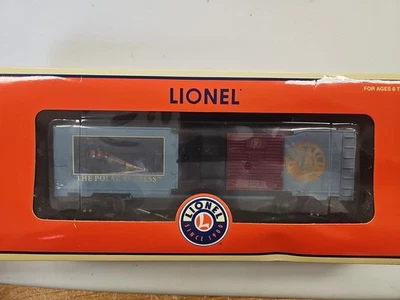 LIONEL
FOR AGES 8
THE POLAR EXPRESS
LIONEL
L
SINCE 1900